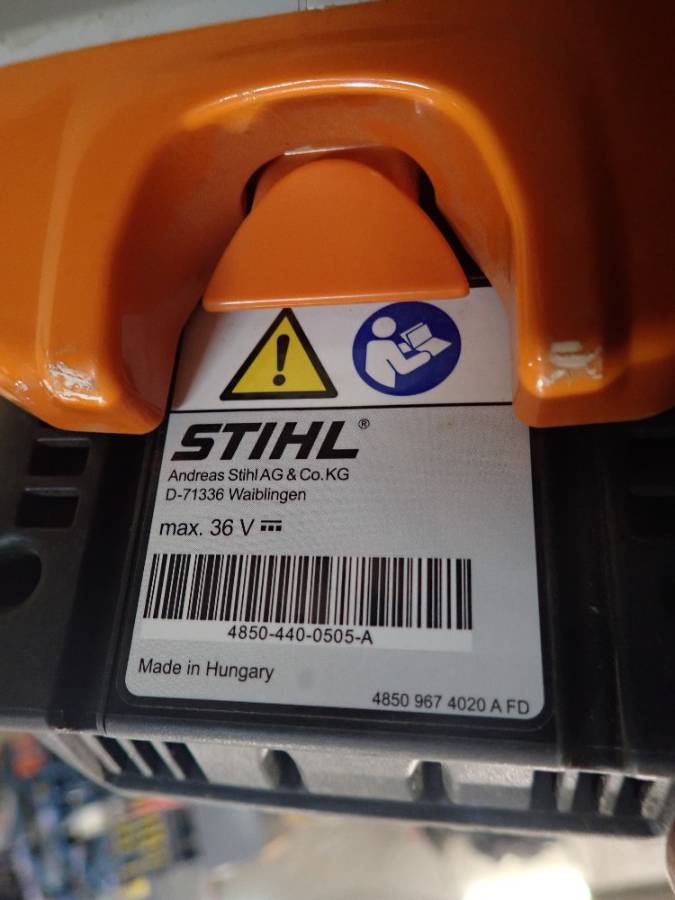 STIHL®
Andreas Stihl AG & Co. KG
D-71336 Waiblingen
max. 36 V
4850-440-0505-A
Made in Hungary
4850 967 4020 A FD